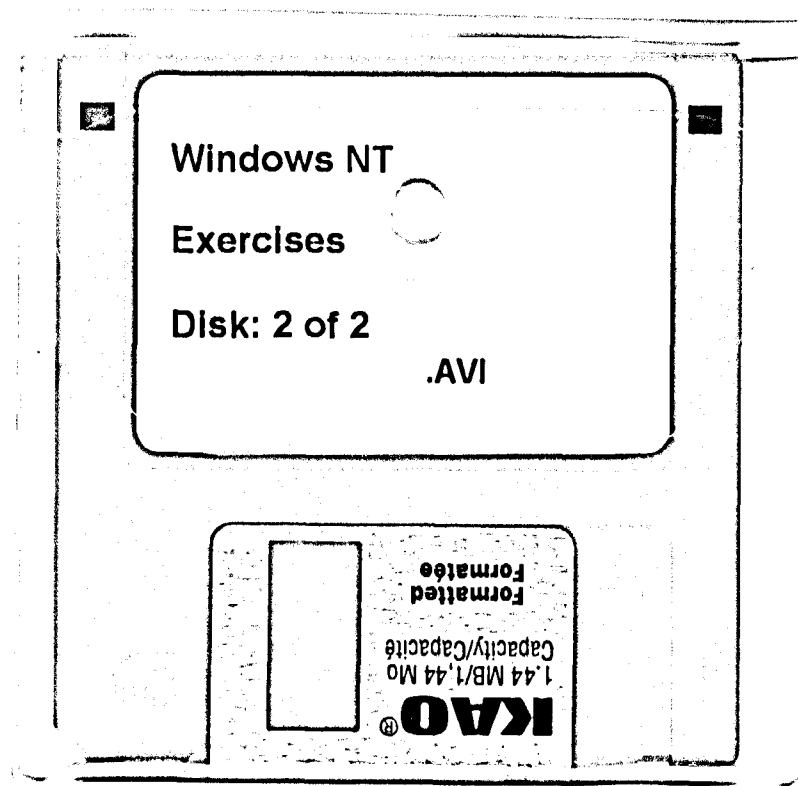 Windows NT
Exercises
Disk: 2 of 2
.AVI
KAO®
1.44 MB/1,44 Mo
Capacity/Capacité
Formatted
Formatée